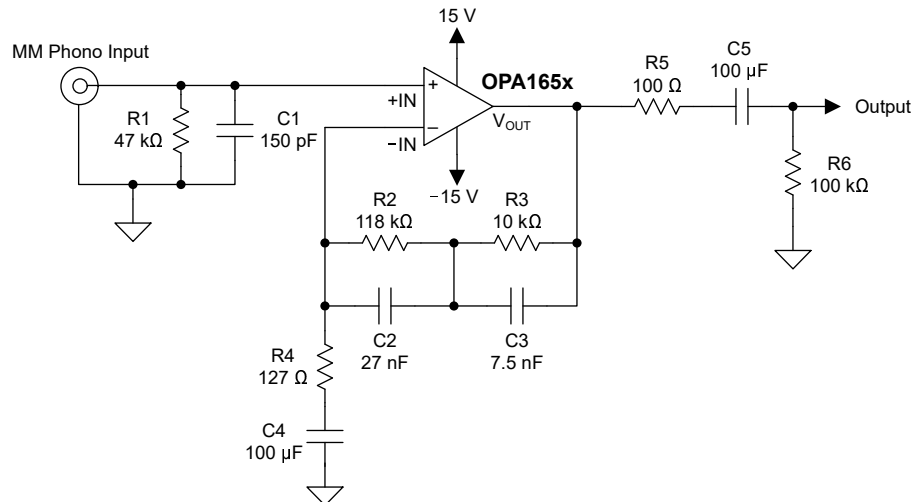 15 V
MM Phono Input
OPA165x
+
+IN
−
−IN
VOUT
−15 V
R1
47 kΩ
C1
150 pF
R5
100 Ω
C5
100 µF
Output
R6
100 kΩ
R2
118 kΩ
R3
10 kΩ
C2
27 nF
C3
7.5 nF
R4
127 Ω
C4
100 µF